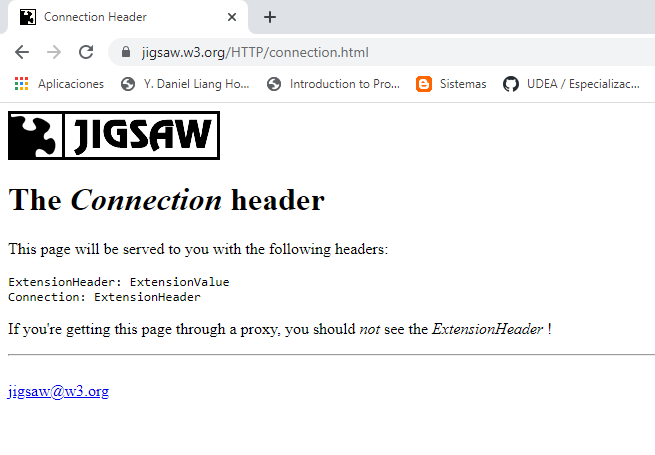 Connection Header
jigsaw.w3.org/HTTP/connection.html
Aplicaciones Y. Daniel Liang Ho... Introduction to Pro... Sistemas UDEA / Especializac...
JIGSAW
The Connection header
This page will be served to you with the following headers:
ExtensionHeader: ExtensionValue
Connection: ExtensionHeader
If you're getting this page through a proxy, you should not see the ExtensionHeader !
jigsaw@w3.org